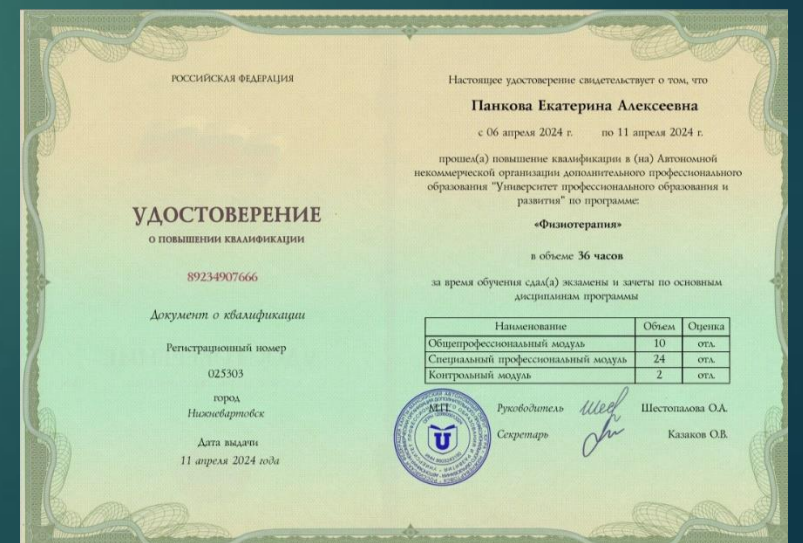 РОССИЙСКАЯ ФЕДЕРАЦИЯ
УДОСТОВЕРЕНИЕ
О ПОВЫШЕНИИ КВАЛИФИКАЦИИ
89234907666
Документ о квалификации
Регистрационный номер
025303
город
Нижневартовск
Дата выдачи
11 апреля 2024 года
Настоящее удостоверение свидетельствует о том, что
Панкова Екатерина Алексеевна
с 06 апреля 2024 г. по 11 апреля 2024 г.
прошел(а) повышение квалификации в (на) Автономной
некоммерческой организации дополнительного профессионального
образования "Университет профессионального образования и
развития" по программе:
«Физиотерапия»
в объеме 36 часов
за время обучения сдал(а) экзамены и зачеты по основным
дисциплинам программы
Наименование Объем Оценка
Общепрофессиональный модуль 10 отл.
Специальный профессиональный модуль 24 отл.
Контрольный модуль 2 отл.
М.П. Руководитель Шестопалова О.А.
Секретарь Казаков О.В.